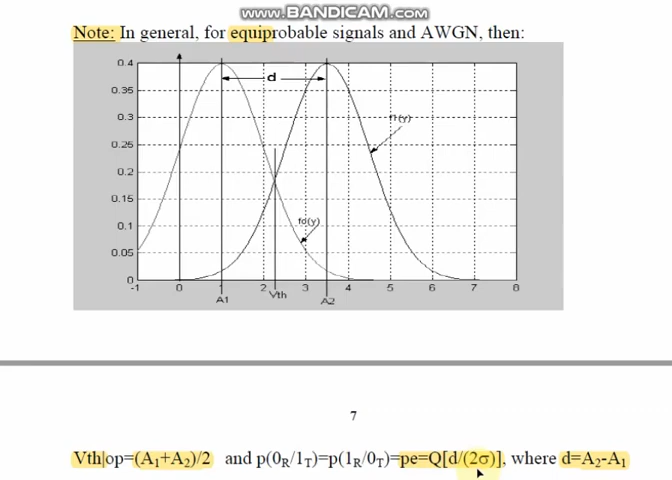 www.BANDICAM.com
Note: In general, for equiprobable signals and AWGN, then:
0.4
d
0.35
0.3
f1(y)
0.25
0.2
0.15
fo(y)
0.1
0.05
0
-1 0 2 3 4 5 6 7 8
A1 Vth A2
7
Vth|op=(A₁+A₂)/2 and p(0R/1T)=p(1R/0T)=pe=Q[d/(2σ)], where d=A₂-A₁